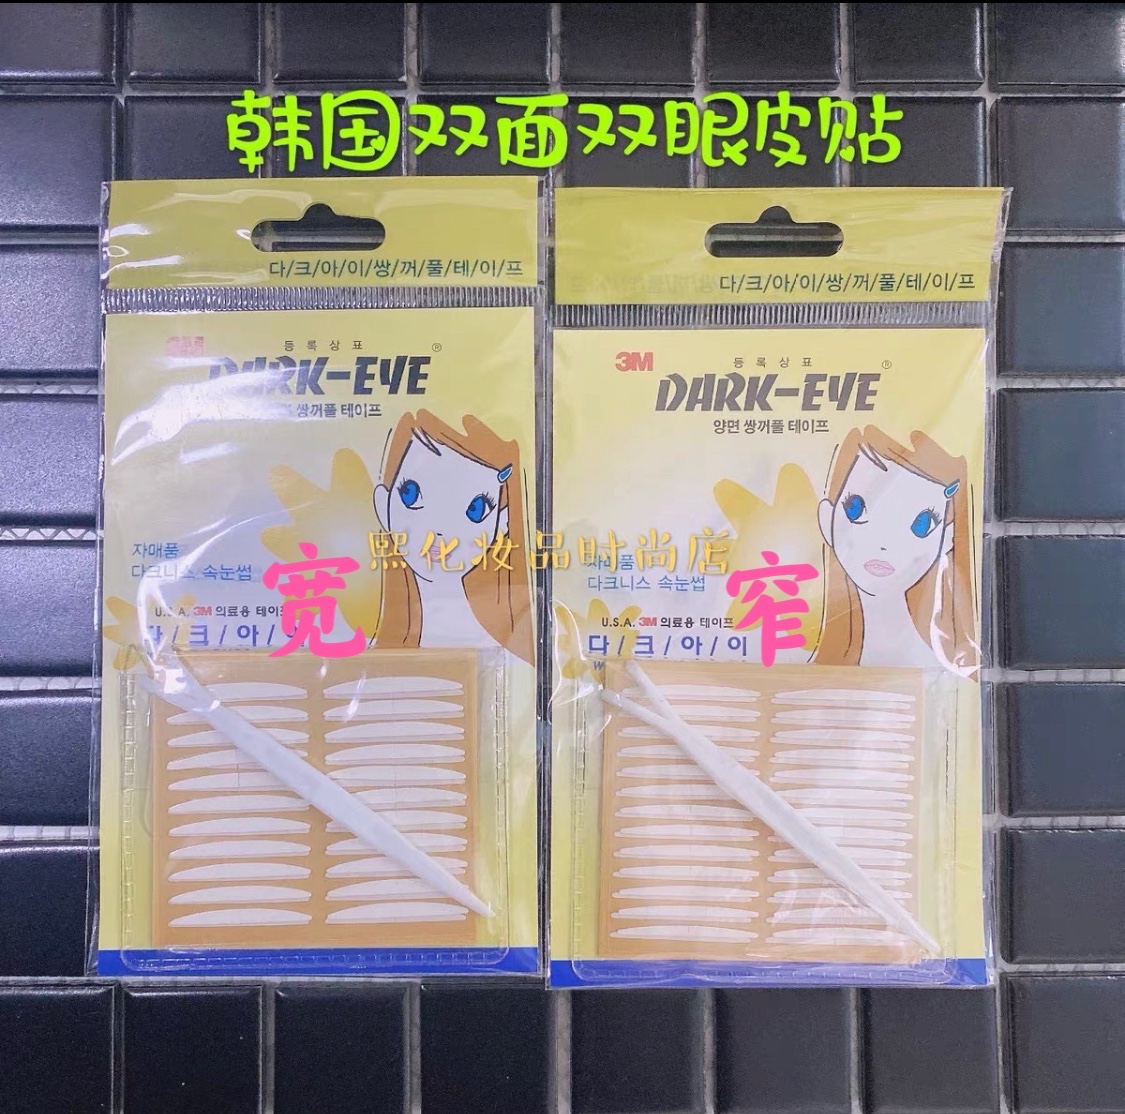 韩国双面双眼皮贴
다/크/아/이/쌍/꺼/풀/테/이/프
3M
등록상표
DARK-EYE®
쌍꺼풀 테이프
자매품
다크니스 속눈썹
U.S.A. 3M 의료용 테이프
다/크/아/이
宽
다/크/아/이/쌍/꺼/풀/테/이/프
3M
등록상표
DARK-EYE®
양면 쌍꺼풀 테이프
자매품
다크니스 속눈썹
U.S.A. 3M 의료용 테이프
다/크/아/이
窄
熙化妆品时尚店